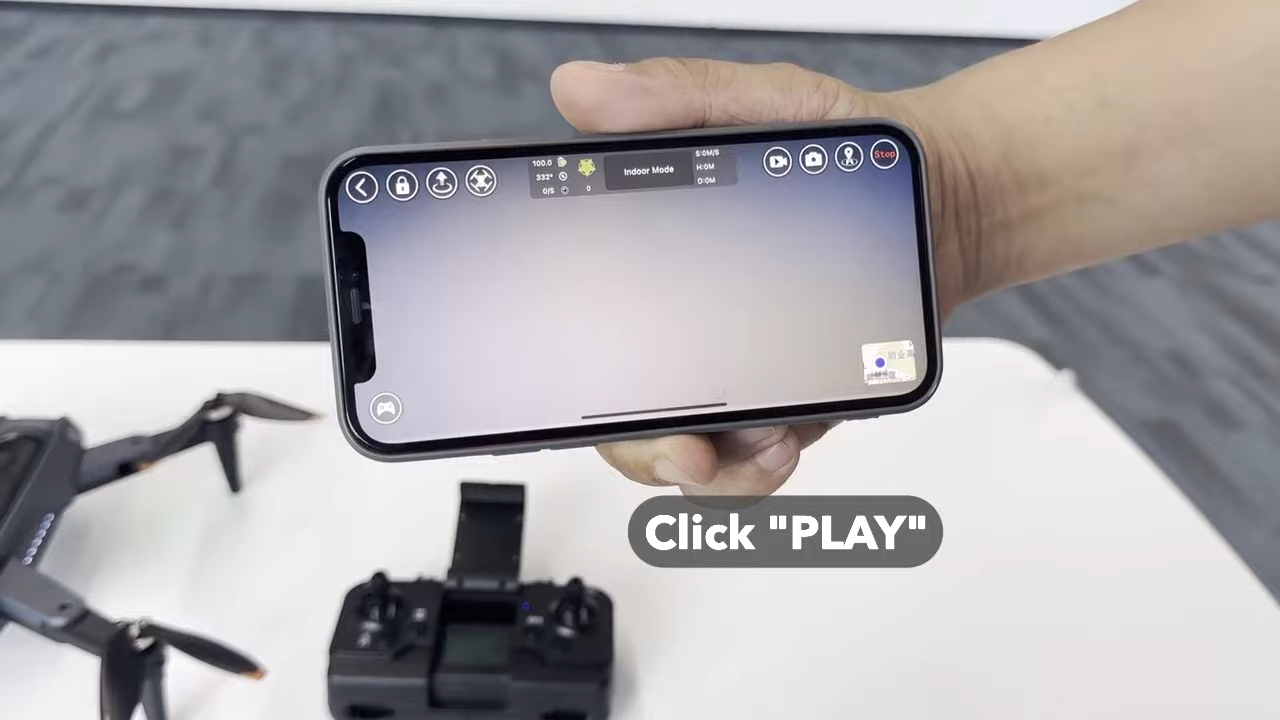 100.0
332°
0/S
0
Indoor Mode
S:0M/S
H:0M
D:0M
Stop
Click "PLAY"